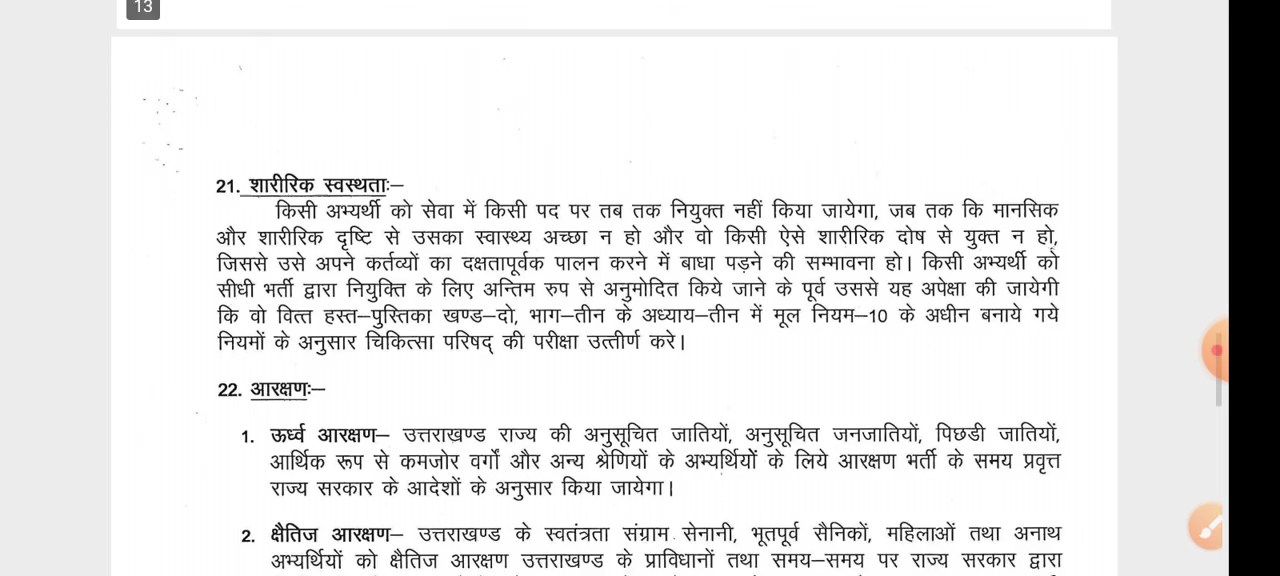 13
21. शारीरिक स्वस्थताः–
किसी अभ्यर्थी को सेवा में किसी पद पर तब तक नियुक्त नहीं किया जायेगा, जब तक कि मानसिक
और शारीरिक दृष्टि से उसका स्वास्थ्य अच्छा न हो और वो किसी ऐसे शारीरिक दोष से युक्त न हो,
जिससे उसे अपने कर्तव्यों का दक्षतापूर्वक पालन करने में बाधा पड़ने की सम्भावना हो। किसी अभ्यर्थी को
सीधी भर्ती द्वारा नियुक्ति के लिए अन्तिम रुप से अनुमोदित किये जाने के पूर्व उससे यह अपेक्षा की जायेगी
कि वो वित्त हस्त–पुस्तिका खण्ड–दो, भाग–तीन के अध्याय–तीन में मूल नियम–10 के अधीन बनाये गये
नियमों के अनुसार चिकित्सा परिषद् की परीक्षा उत्तीर्ण करे।
22. आरक्षणः–
1. ऊर्ध्व आरक्षण– उत्तराखण्ड राज्य की अनुसूचित जातियों, अनुसूचित जनजातियों, पिछडी जातियों,
आर्थिक रूप से कमजोर वर्गों और अन्य श्रेणियों के अभ्यर्थियों के लिये आरक्षण भर्ती के समय प्रवृत्त
राज्य सरकार के आदेशों के अनुसार किया जायेगा।
2. क्षैतिज आरक्षण– उत्तराखण्ड के स्वतंत्रता संग्राम सेनानी, भूतपूर्व सैनिकों, महिलाओं तथा अनाथ
अभ्यर्थियों को क्षैतिज आरक्षण उत्तराखण्ड के प्राविधानों तथा समय–समय पर राज्य सरकार द्वारा